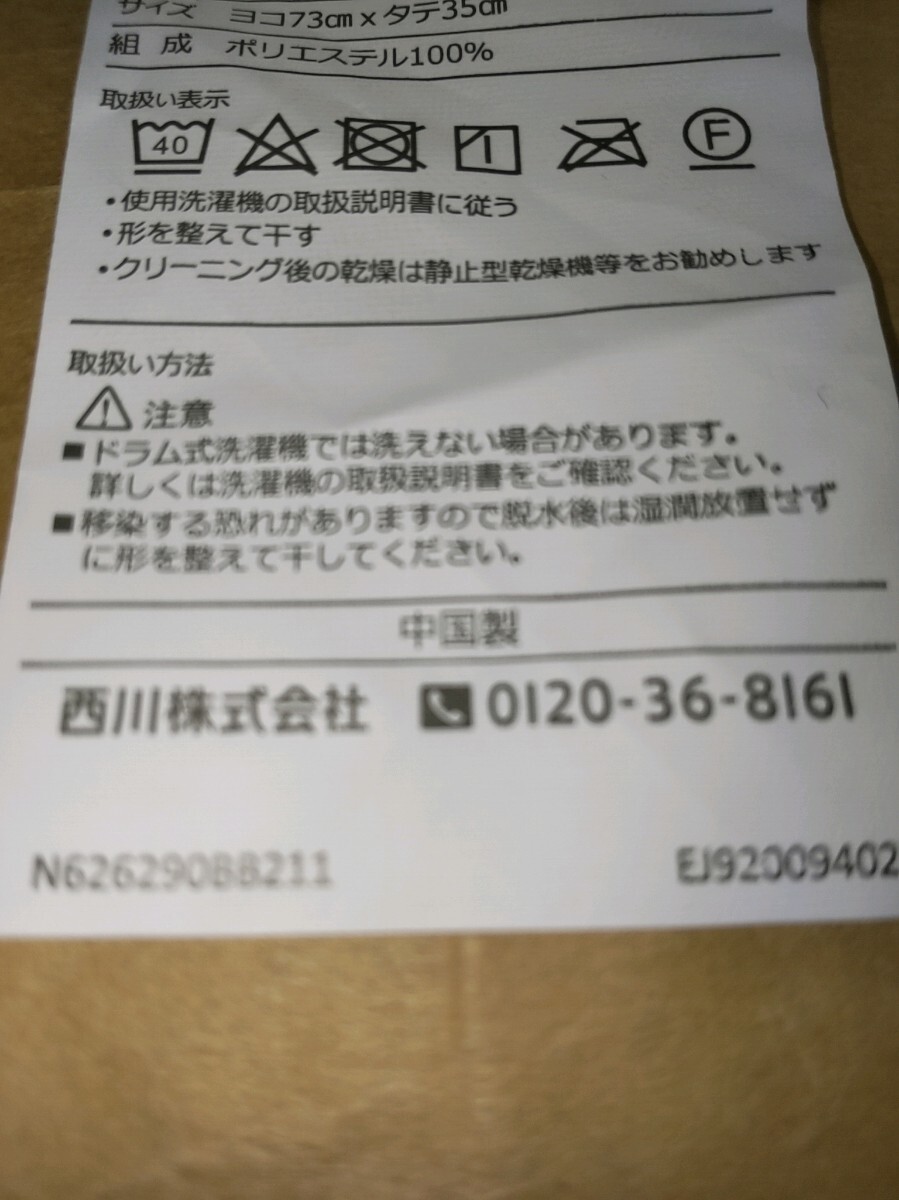 サイズ ヨコ73㎝xタテ35㎝
組成 ポリエステル100%
取扱い表示
40 F
・使用洗濯機の取扱説明書に従う
・形を整えて干す
・クリーニング後の乾燥は静止型乾燥機等をお勧めします
取扱い方法
注意
■ドラム式洗濯機では洗えない場合があります。
詳しくは洗濯機の取扱説明書をご確認ください。
■移染する恐れがありますので脱水後は湿潤放置せず
に形を整えて干してください。
中国製
西川株式会社 0120-36-8161
N6262908B211 EJ92009402